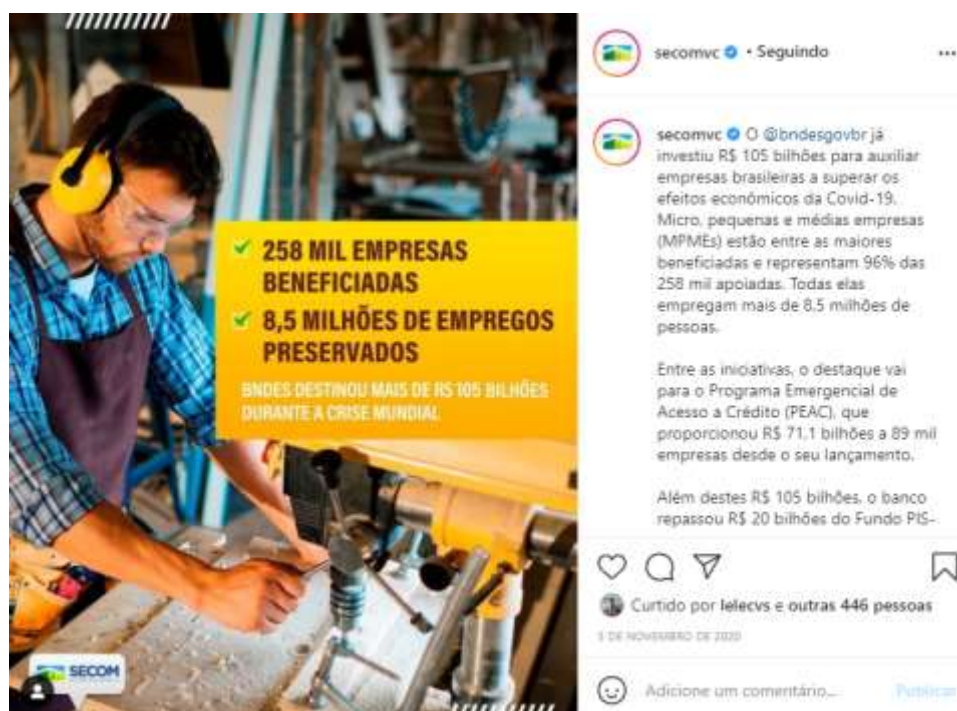 258 MIL EMPRESAS
BENEFICIADAS
8,5 MILHÕES DE EMPREGOS
PRESERVADOS
BNDES DESTINOU MAIS DE R$ 105 BILHÕES
DURANTE A CRISE MUNDIAL
SECOM
secomvc • Seguindo
secomvc O @bndesgovbr já
investiu R$ 105 bilhões para auxiliar
empresas brasileiras a superar os
efeitos econômicos da Covid-19.
Micro, pequenas e médias empresas
(MPMEs) estão entre as maiores
beneficiadas e representam 96% das
258 mil apoiadas. Todas elas
empregam mais de 8,5 milhões de
pessoas.
Entre as iniciativas, o destaque vai
para o Programa Emergencial de
Acesso a Crédito (PEAC), que
proporcionou R$ 71,1 bilhões a 89 mil
empresas desde o seu lançamento.
Além destes R$ 105 bilhões, o banco
repassou R$ 20 bilhões do Fundo PIS-
Curtido por lelecvs e outras 446 pessoas
DE NOVEMBRO DE 2020
Adicione um comentário... Publicar